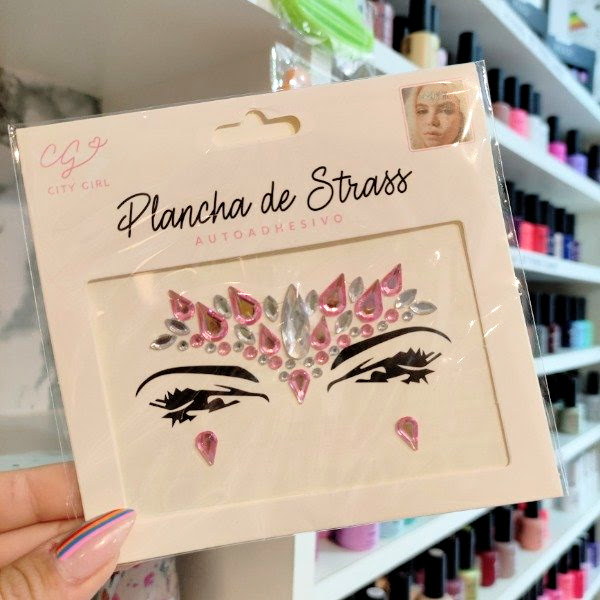 CG
CITY GIRL
Plancha de Strass
AUTOADHESIVO